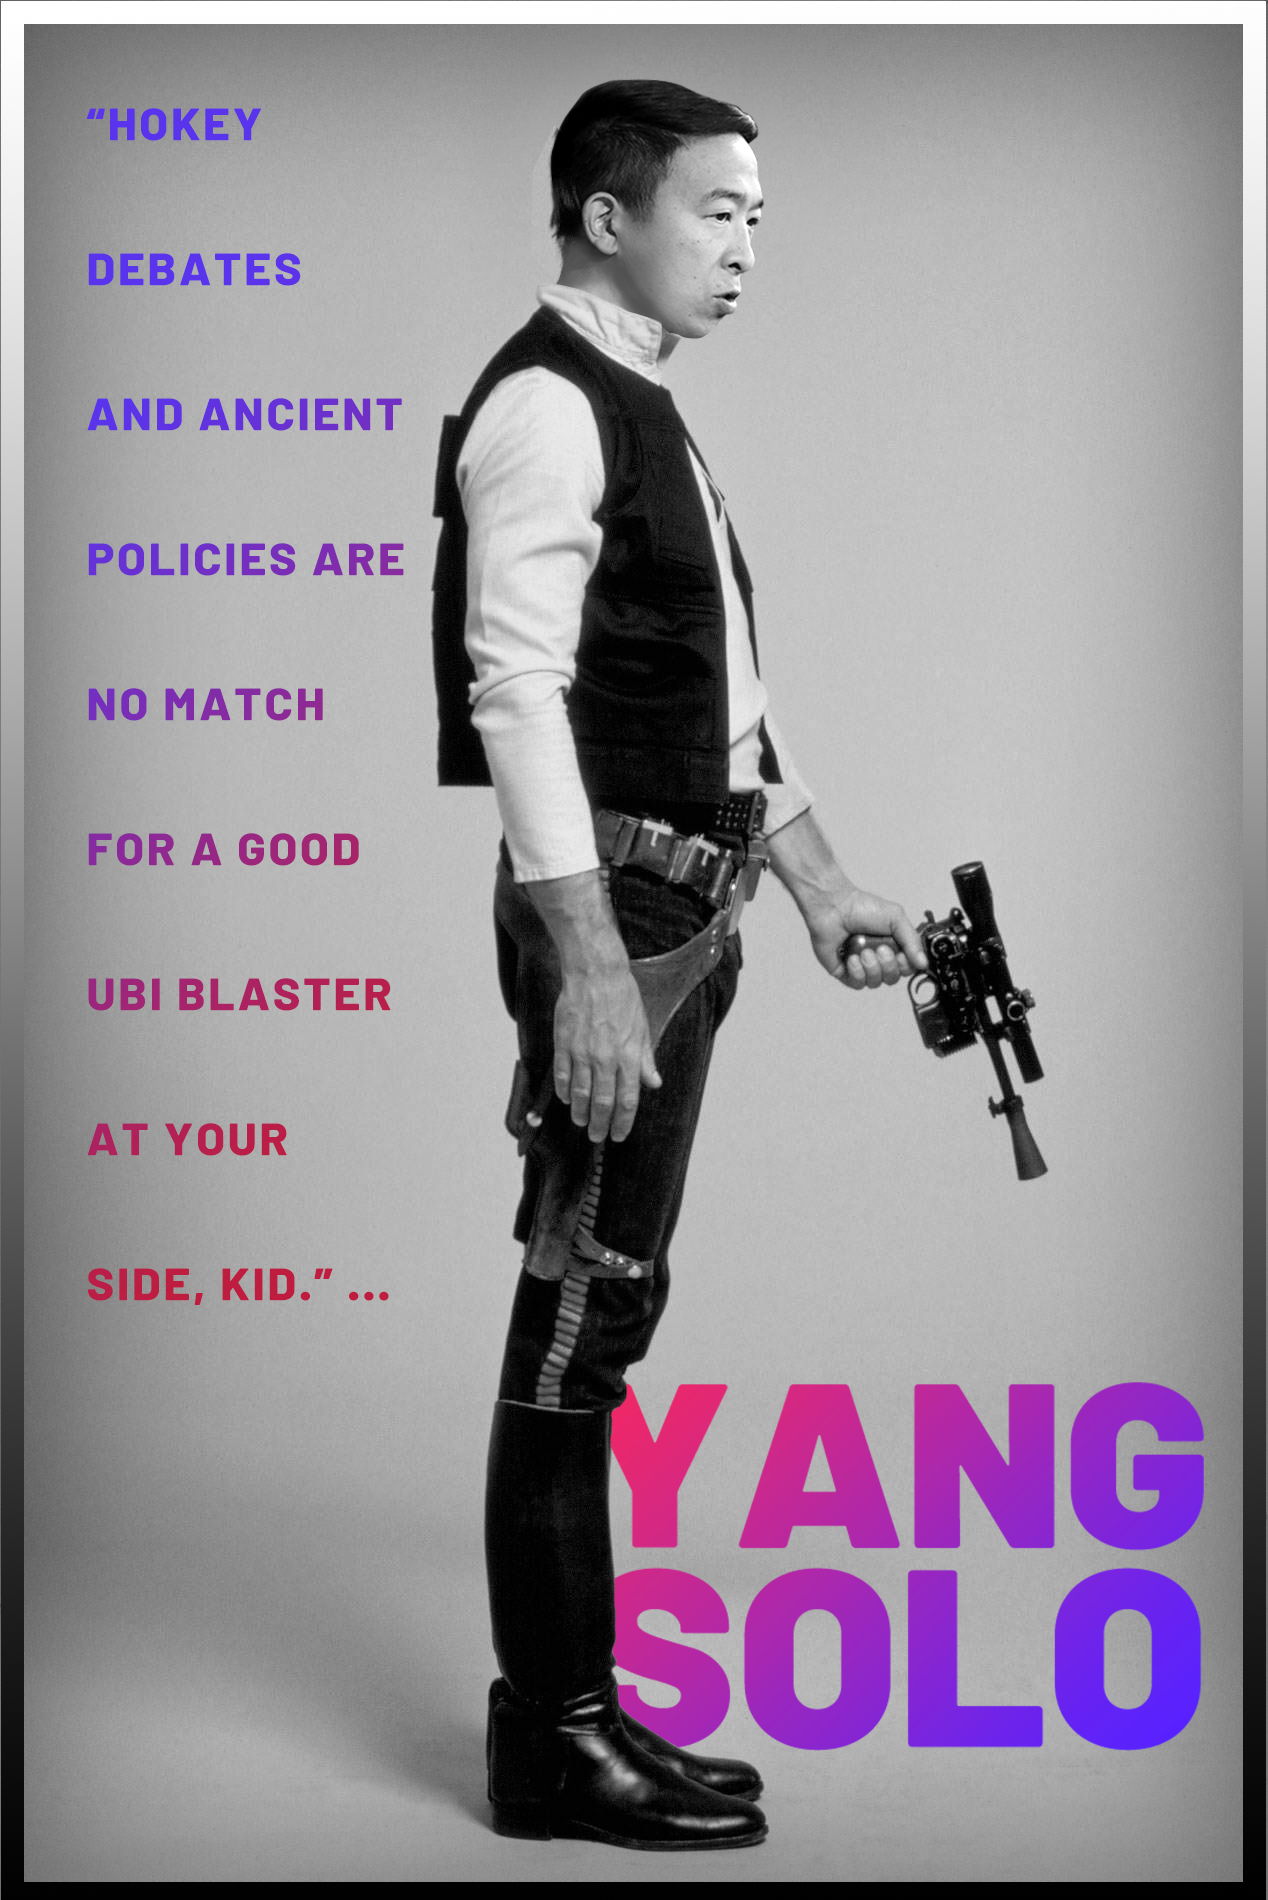 “HOKEY
DEBATES
AND ANCIENT
POLICIES ARE
NO MATCH
FOR A GOOD
UBI BLASTER
AT YOUR
SIDE, KID.” ...
YANG
SOLO